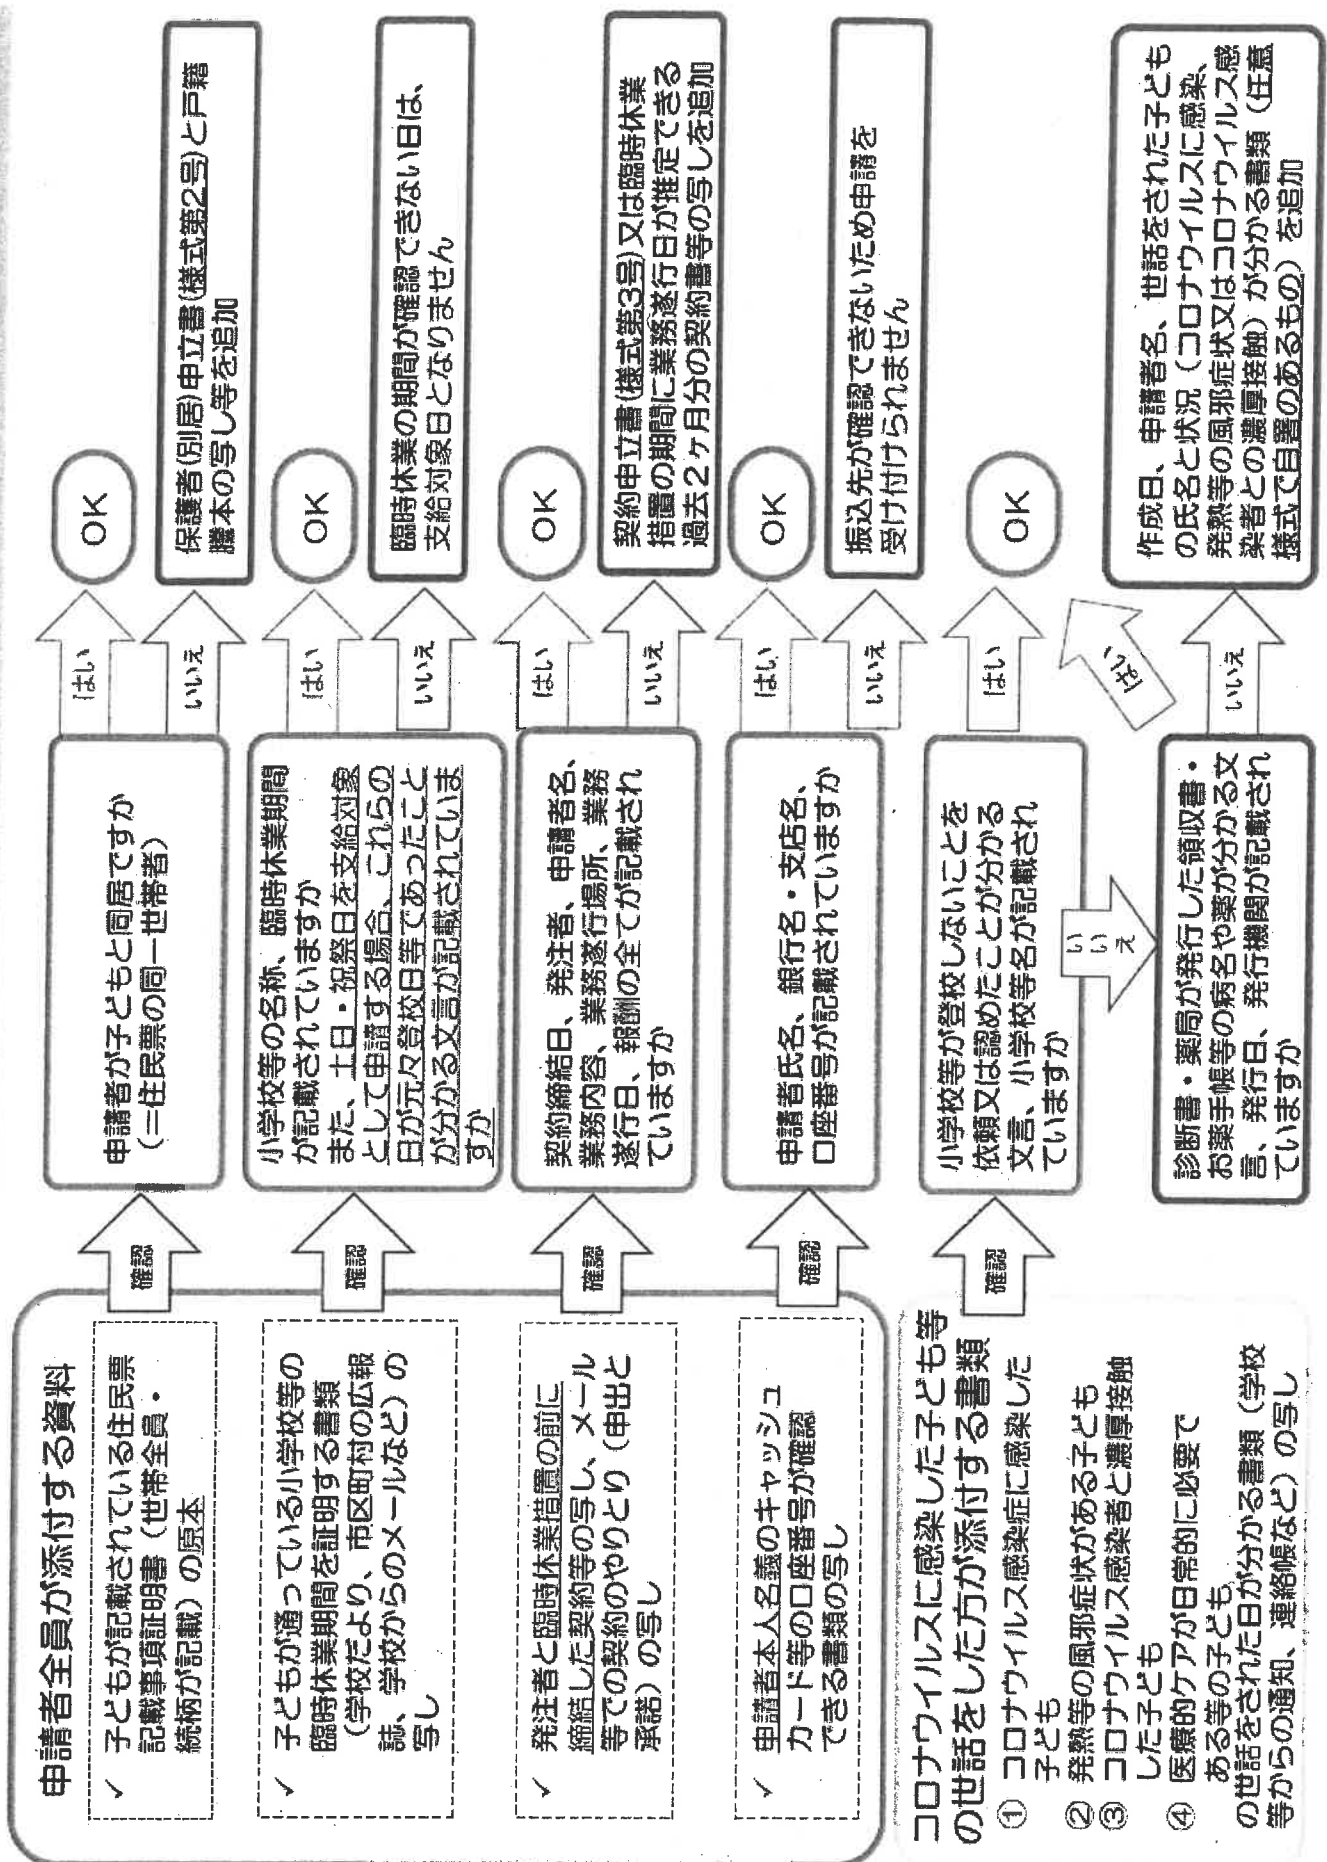 申請者全員が添付する資料
✓ 子どもが記載されている住民票
記載事項証明書（世帯全員・
続柄が記載）の原本
確認
申請者が子どもと同居ですか
（＝住民票の同一世帯者）
はい
OK
いいえ
保護者(別居)申立書(様式第2号)と戸籍
謄本の写し等を追加
✓ 子どもが通っている小学校等の
臨時休業期間を証明する書類
（学校だより、市区町村の広報
誌、学校からのメールなど）の
写し
確認
小学校等の名称、臨時休業期間
が記載されていますか
また、土日・祝祭日を支給対象
として申請する場合、これらの
日が元々登校日等であったこと
が分かる文言が記載されていま
すか
はい
OK
いいえ
臨時休業の期間が確認できない日は、
支給対象日となりません
✓ 発注者と臨時休業措置の前に
締結した契約等の写し、メール
等での契約のやりとり（申出と
承諾）の写し
確認
契約締結日、発注者、申請者名、
業務内容、業務遂行場所、業務
遂行日、報酬の全てが記載され
ていますか
はい
OK
いいえ
契約申立書(様式第3号)又は臨時休業
措置の期間に業務遂行日が推定できる
過去2ヶ月分の契約書等の写しを追加
✓ 申請者本人名義のキャッシュ
カード等の口座番号が確認
できる書類の写し
確認
申請者氏名、銀行名・支店名、
口座番号が記載されていますか
はい
OK
いいえ
振込先が確認できないため申請を
受け付けられません
コロナウイルスに感染した子ども等
の世話をした方が添付する書類
① コロナウイルス感染症に感染した
子ども
② 発熱等の風邪症状がある子ども
③ コロナウイルス感染者と濃厚接触
した子ども
④ 医療的ケアが日常的に必要で
ある等の子ども
の世話をされた日が分かる書類（学校
等からの通知、連絡帳など）の写し
確認
小学校等が登校しないことを
依頼又は認めたことが分かる
文言、小学校等名が記載され
ていますか
はい
OK
いいえ
診断書・薬局が発行した領収書・
お薬手帳等の病名や薬が分かる文
言、発行日、発行機関が記載され
ていますか
はい
いいえ
作成日、申請者名、世話をされた子ども
の氏名と状況（コロナウイルスに感染、
発熱等の風邪症状又はコロナウイルス感
染者との濃厚接触）が分かる書類（任意
様式で自署のあるもの）を追加